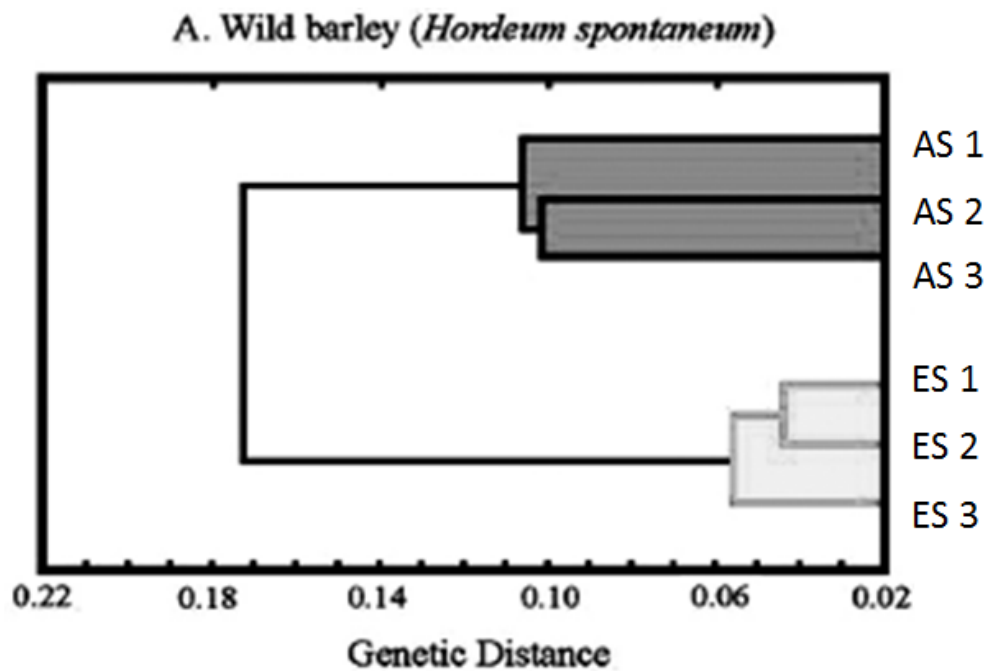 A. Wild barley (Hordeum spontaneum)
AS 1
AS 2
AS 3
ES 1
ES 2
ES 3
0.22 0.18 0.14 0.10 0.06 0.02
Genetic Distance